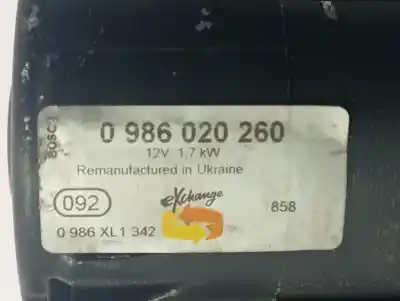 BOSCH
0 986 020 260
12V 1,7 kW
Remanufactured in Ukraine
092
eXchange
858
0 986 XL1 342